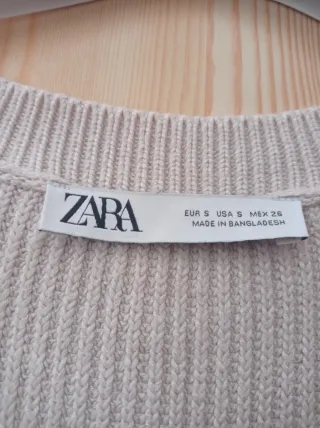 ZARA
EUR S USA S MEX 26
MADE IN BANGLADESH